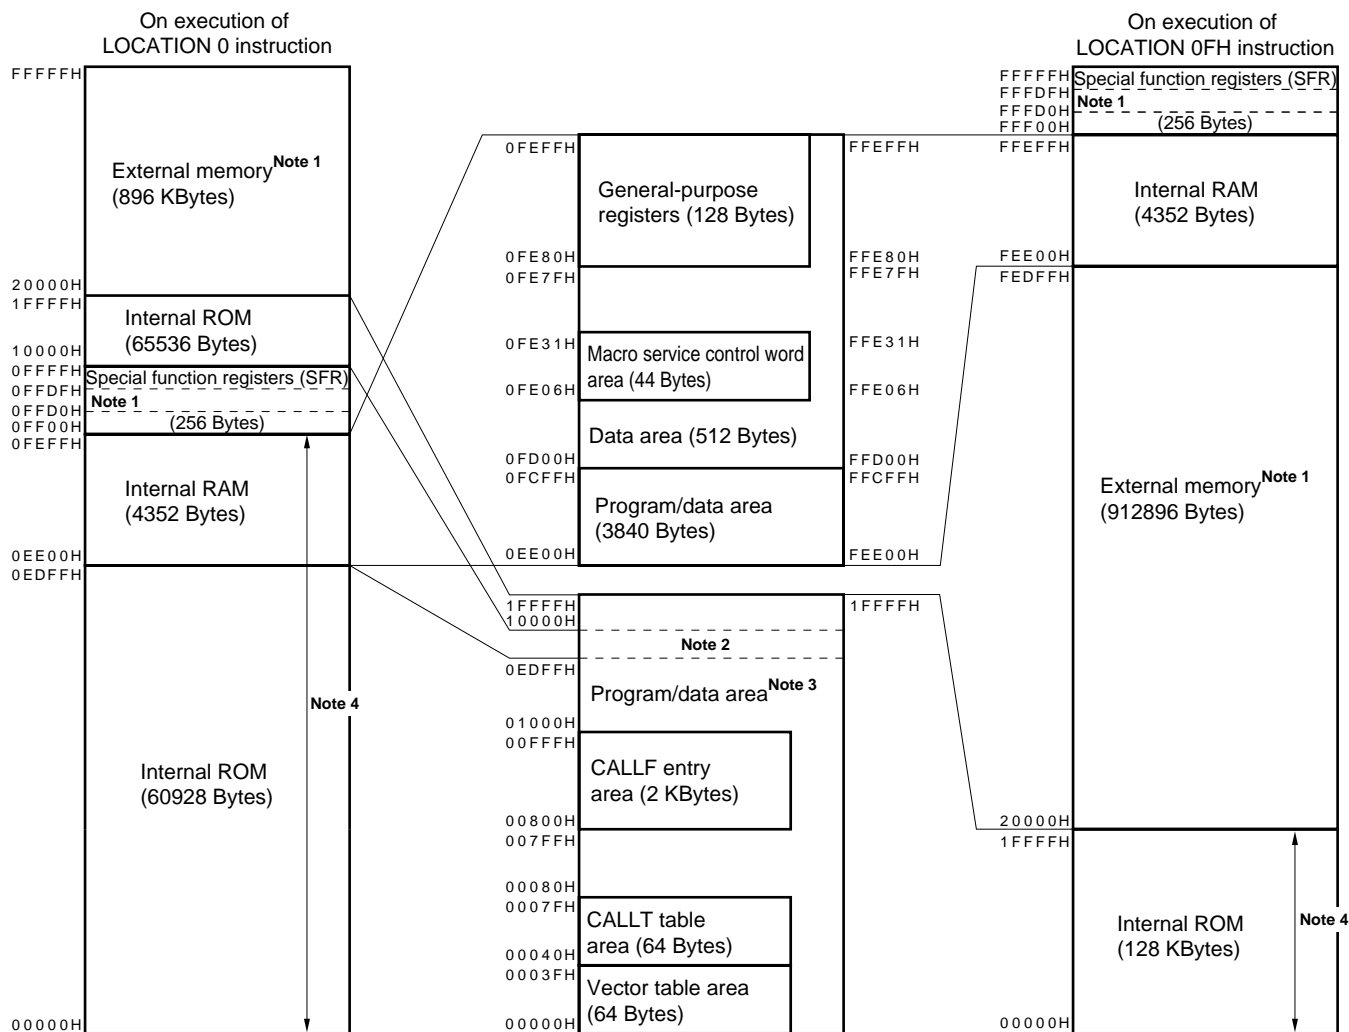 On execution of
LOCATION 0 instruction
FFFFFH
External memory Note 1
(896 KBytes)
20000H
1FFFFH
Internal ROM
(65536 Bytes)
10000H
0FFFFH
Special function registers (SFR)
0FFDFH
Note 1
0FFD0H
0FF00H
(256 Bytes)
0FEFFH
Internal RAM
(4352 Bytes)
0EE00H
0EDFFH
Note 4
Internal ROM
(60928 Bytes)
00000H
0FEFFH
FFEFFH
General-purpose
registers (128 Bytes)
0FE80H
FFE80H
0FE7FH
FFE7FH
0FE31H
FFE31H
Macro service control word
area (44 Bytes)
0FE06H
FFE06H
Data area (512 Bytes)
0FD00H
FFD00H
0FCFFH
FFCFFH
Program/data area
(3840 Bytes)
0EE00H
FEE00H
1FFFFH
1FFFFH
10000H
Note 2
0EDFFH
Program/data area Note 3
01000H
00FFFH
CALLF entry
area (2 KBytes)
00800H
007FFH
00080H
0007FH
CALLT table
area (64 Bytes)
00040H
0003FH
Vector table area
(64 Bytes)
00000H
On execution of
LOCATION 0FH instruction
FFFFFH
Special function registers (SFR)
FFFDFH
Note 1
FFFD0H
FFF00H
(256 Bytes)
FFEFFH
Internal RAM
(4352 Bytes)
FEE00H
FEDFFH
External memory Note 1
(912896 Bytes)
20000H
1FFFFH
Internal ROM
(128 KBytes)
Note 4
00000H